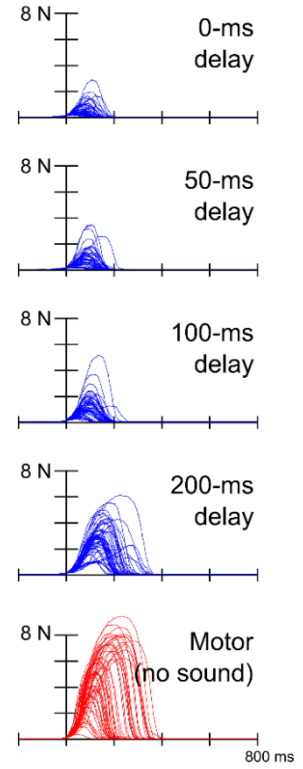 8 N
0-ms
delay
8 N
50-ms
delay
8 N
100-ms
delay
8 N
200-ms
delay
8 N
Motor
(no sound)
800 ms